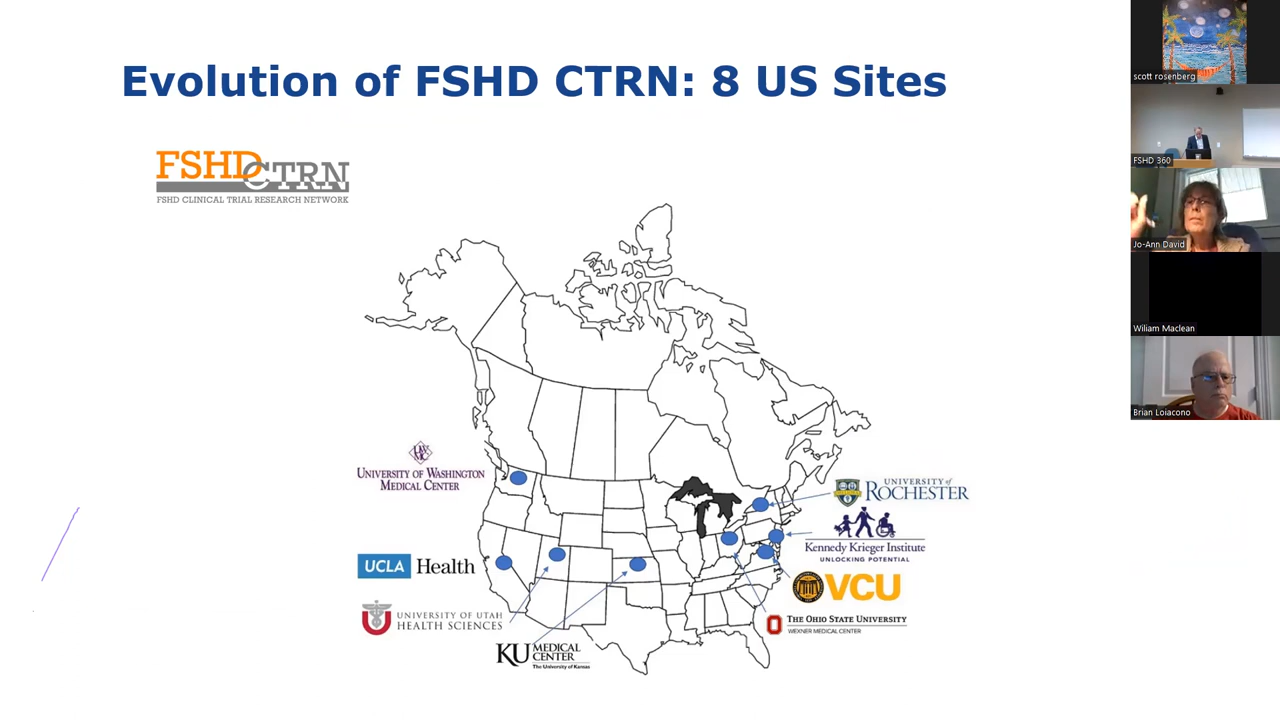 Evolution of FSHD CTRN: 8 US Sites
FSHD CTRN
FSHD CLINICAL TRIAL RESEARCH NETWORK
UNIVERSITY OF WASHINGTON
MEDICAL CENTER
UCLA Health
UNIVERSITY OF UTAH
HEALTH SCIENCES
KU MEDICAL
CENTER
The University of Kansas
UNIVERSITY of
ROCHESTER
Kennedy Krieger Institute
UNLOCKING POTENTIAL
VCU
THE OHIO STATE UNIVERSITY
WEXNER MEDICAL CENTER
scott rosenberg
FSHD 360
Jo-Ann David
Wiliam Maclean
Brian Loiacono